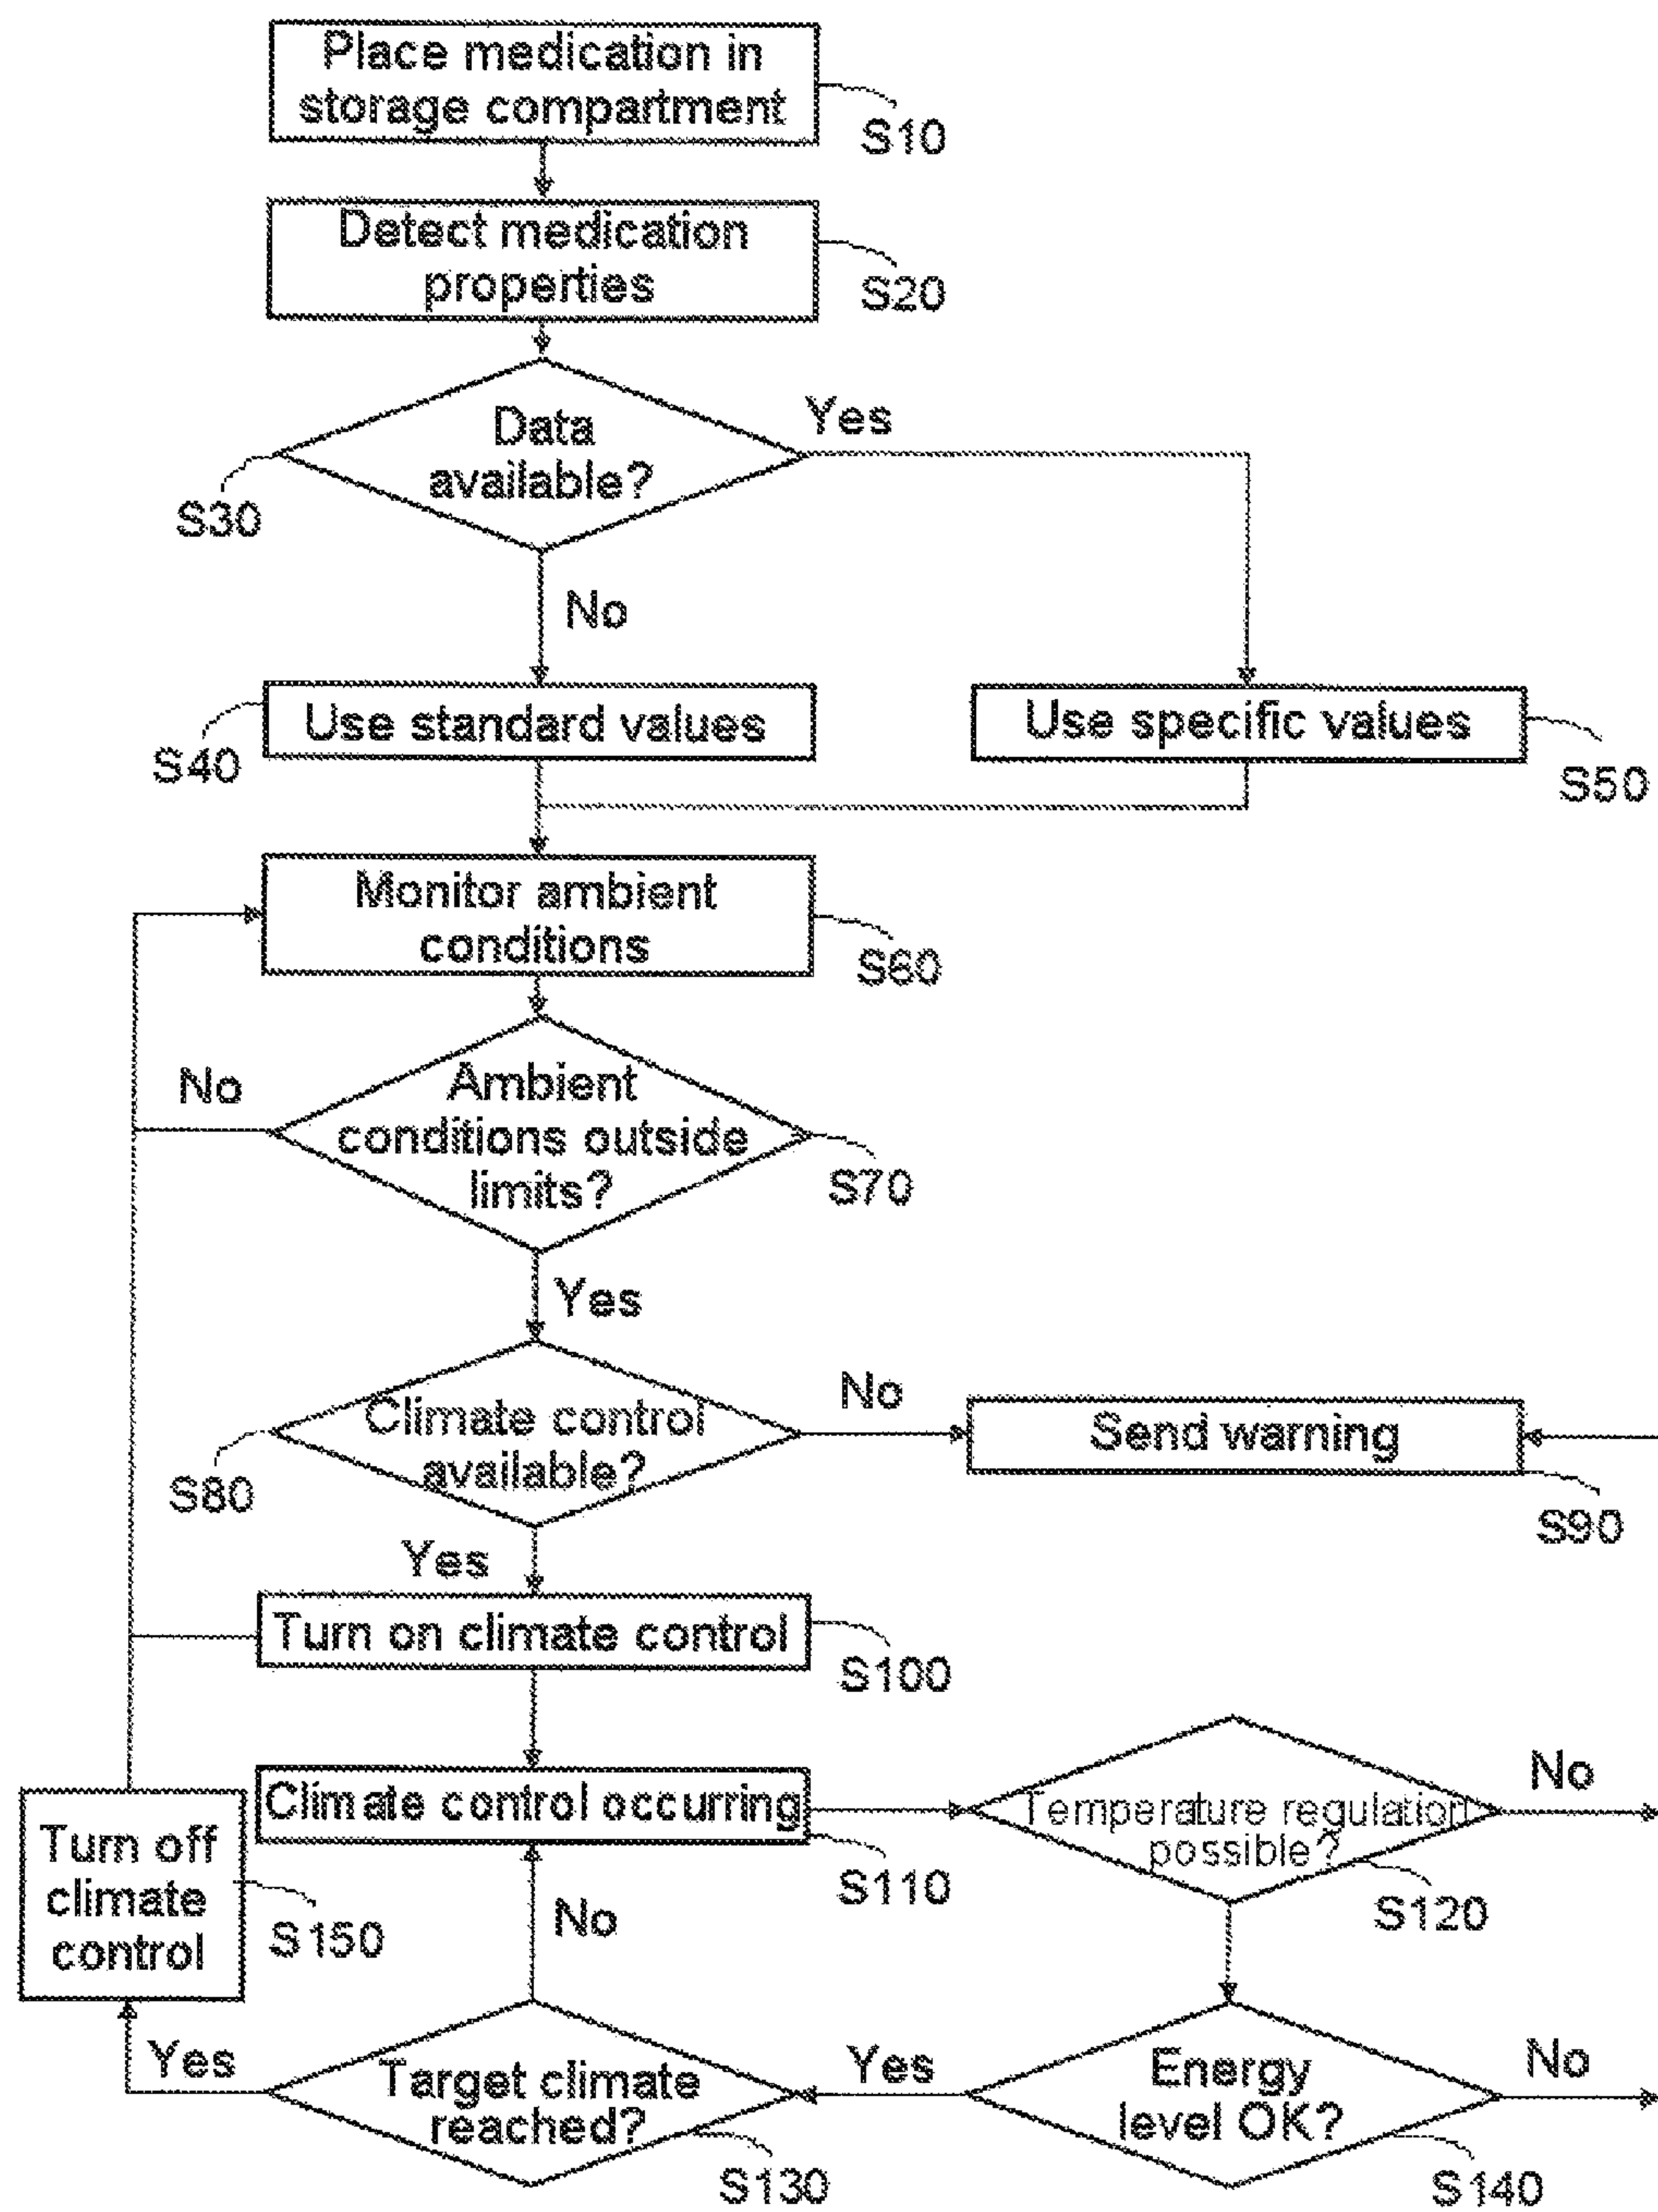 Place medication in
storage compartment
S10
Detect medication
properties
S20
Data
available?
Yes
S30
No
Use standard values
S40
Use specific values
S50
Monitor ambient
conditions
S60
No
Ambient
conditions outside
limits?
S70
Yes
Climate control
available?
No
S80
Send warning
S90
Yes
Turn on climate control
S100
Climate control occurring
S110
Temperature regulation
possible?
No
S120
Turn off
climate
control
S150
No
Yes
Target climate
reached?
S130
Yes
Energy
level OK?
No
S140